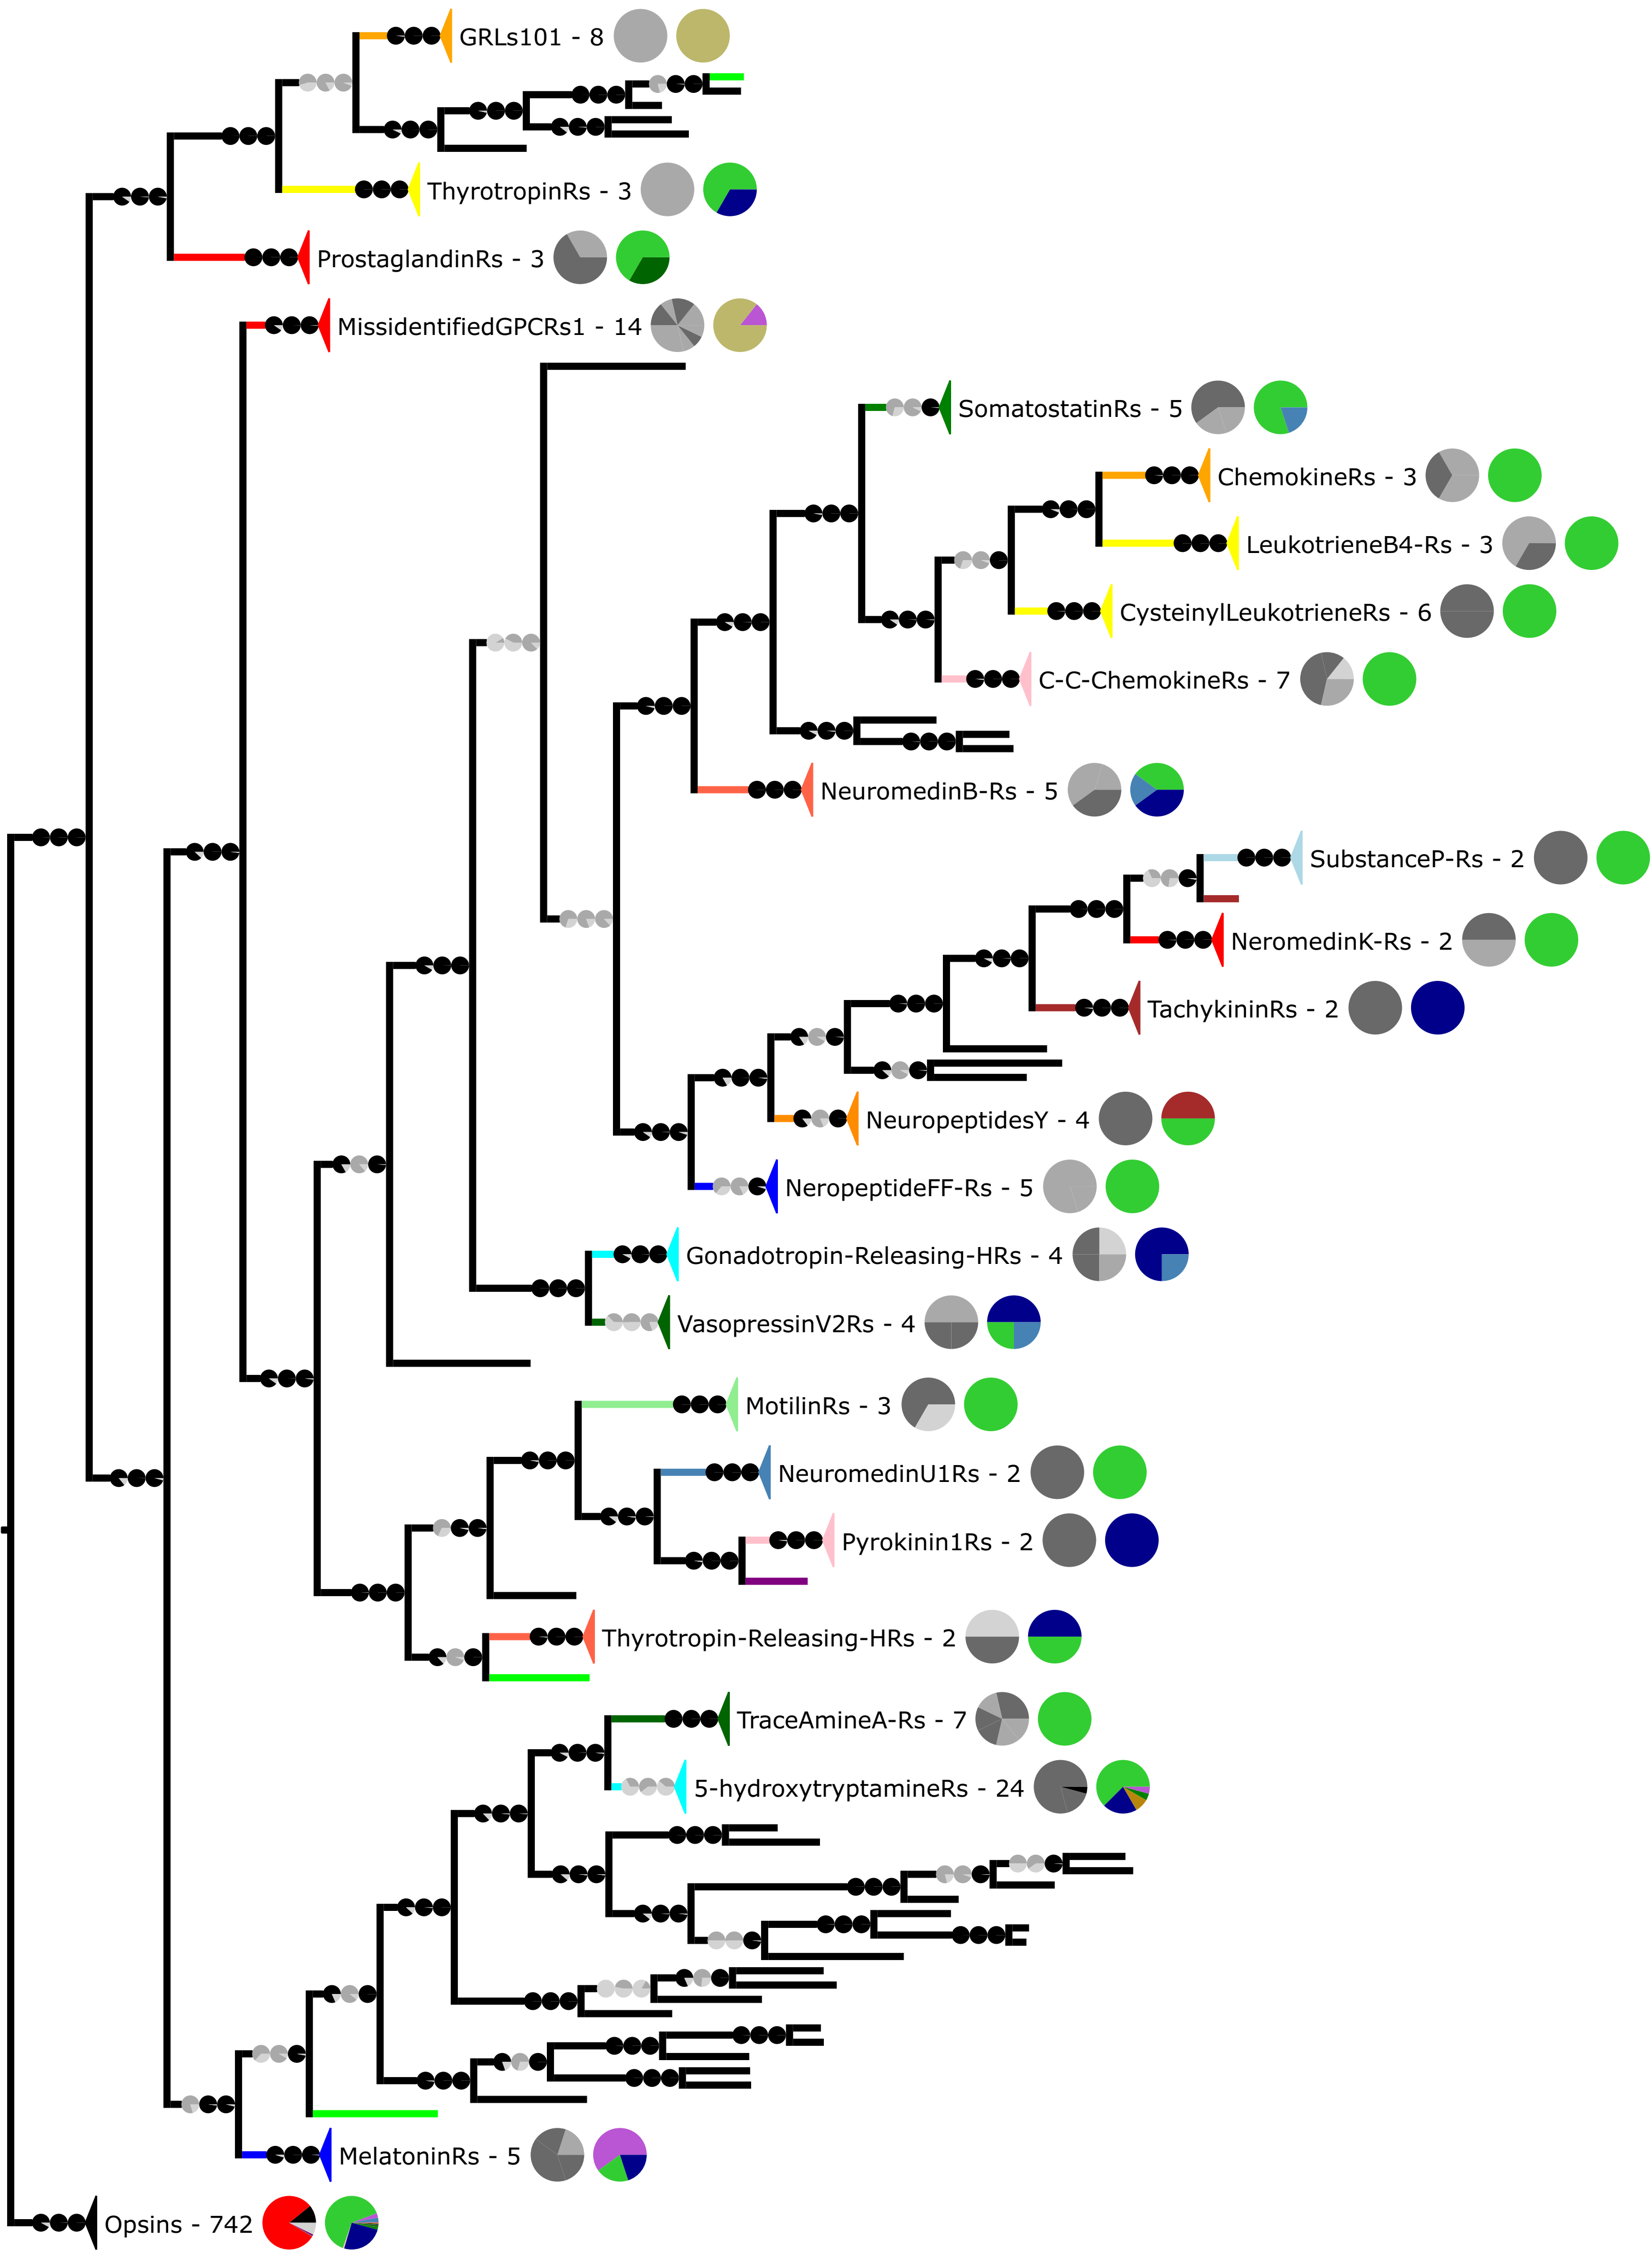 GRLs101 - 8
ThyrotropinRs - 3
ProstaglandinRs - 3
MissidentifiedGPCRs1 - 14
SomatostatinRs - 5
ChemokineRs - 3
LeukotrieneB4-Rs - 3
CysteinylLeukotrieneRs - 6
C-C-ChemokineRs - 7
NeuromedinB-Rs - 5
SubstanceP-Rs - 2
NeromedinK-Rs - 2
TachykininRs - 2
NeuropeptidesY - 4
NeropeptideFF-Rs - 5
Gonadotropin-Releasing-HRs - 4
VasopressinV2Rs - 4
MotilinRs - 3
NeuromedinU1Rs - 2
Pyrokinin1Rs - 2
Thyrotropin-Releasing-HRs - 2
TraceAmineA-Rs - 7
5-hydroxytryptamineRs - 24
MelatoninRs - 5
Opsins - 742